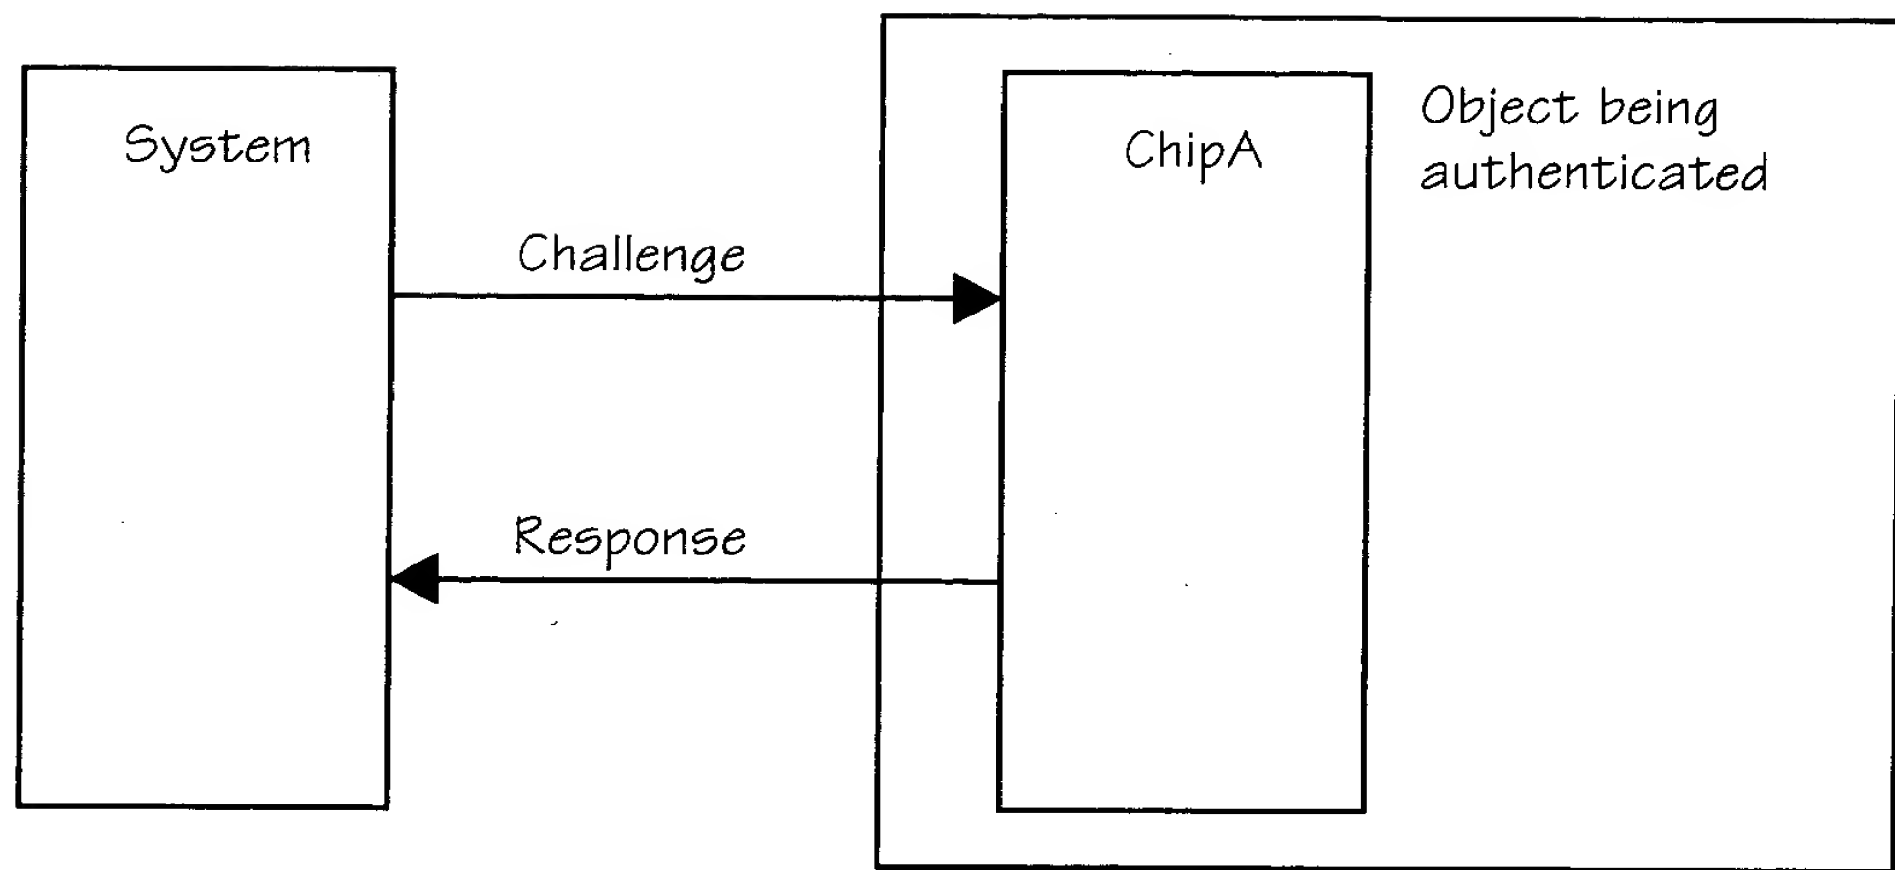 System
Challenge
Response
ChipA
Object being
authenticated